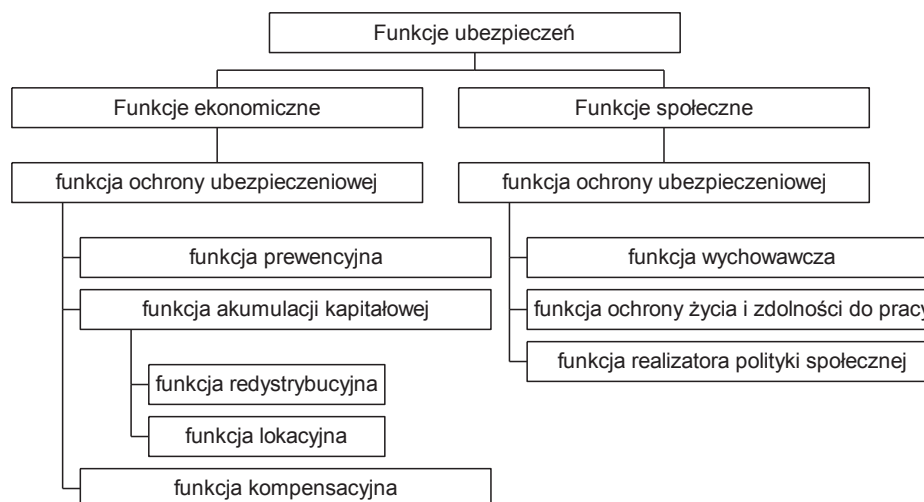 Funkcje ubezpieczeń
Funkcje ekonomiczne
funkcja ochrony ubezpieczeniowej
funkcja prewencyjna
funkcja akumulacji kapitałowej
funkcja redystrybucyjna
funkcja lokacyjna
funkcja kompensacyjna
Funkcje społeczne
funkcja ochrony ubezpieczeniowej
funkcja wychowawcza
funkcja ochrony życia i zdolności do pracy
funkcja realizatora polityki społecznej